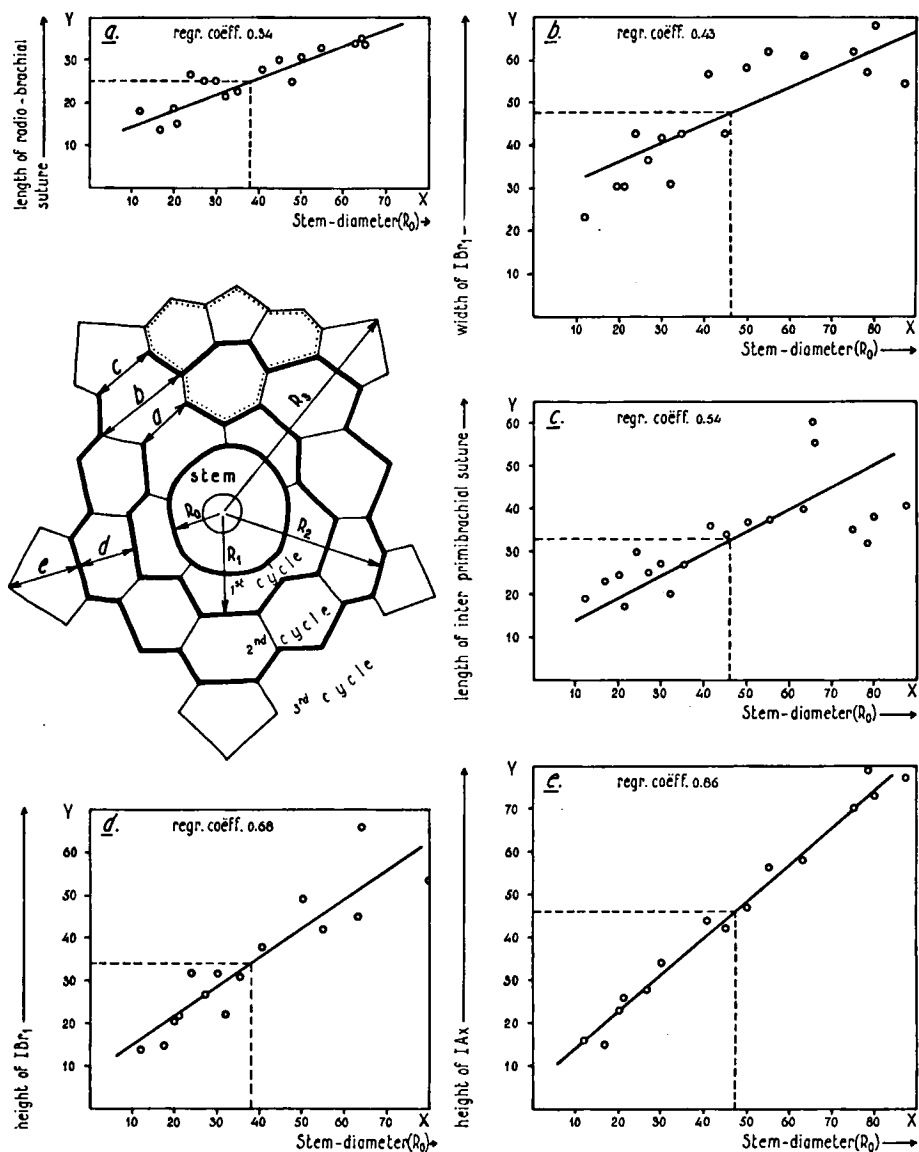 a.
Y
regr. coëff. 0.34
30
20
10
length of radio-brachial
suture
10 20 30 40 50 60 70 X
Stem-diameter(R0)
b.
Y
regr. coëff. 0.43
60
50
40
30
20
10
width of IBr1
10 20 30 40 50 60 70 80 X
Stem-diameter(R0)
c
b
a
R3
stem
R0
R2
R1
e
d
1st cycle
2nd cycle
3rd cycle
c.
Y
regr. coëff. 0.54
60
50
40
30
20
10
length of inter primibrachial suture
10 20 30 40 50 60 70 80 X
Stem-diameter(R0)
d.
Y
regr. coëff. 0.68
60
50
40
30
20
10
height of IBr1
10 20 30 40 50 60 70 X
Stem-diameter(R0)
e.
Y
regr. coëff. 0.86
70
60
50
40
30
20
10
height of IAx
10 20 30 40 50 60 70 80 X
Stem-diameter(R0)